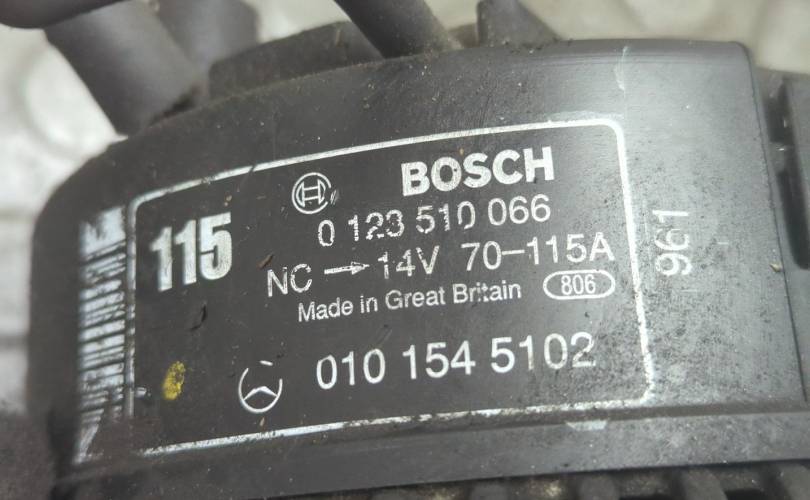 BOSCH
115
0 123 510 066
NC → 14V 70-115A
Made in Great Britain 806
010 154 5102
961